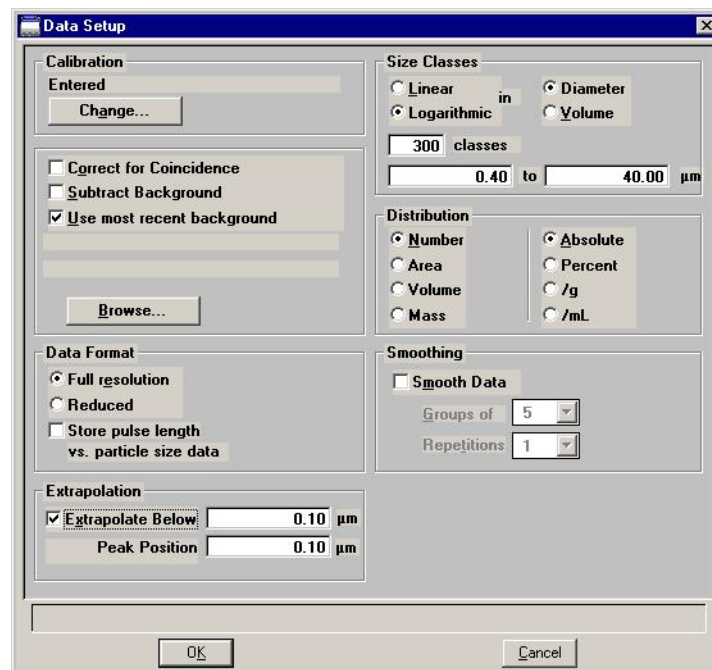 Data Setup
Calibration
Entered
Change...
Correct for Coincidence
Subtract Background
Use most recent background
Browse...
Data Format
Full resolution
Reduced
Store pulse length
vs. particle size data
Extrapolation
Extrapolate Below 0.10 µm
Peak Position 0.10 µm
Size Classes
Linear in Diameter
Logarithmic Volume
300 classes
0.40 to 40.00 µm
Distribution
Number Absolute
Area Percent
Volume /g
Mass /mL
Smoothing
Smooth Data
Groups of 5
Repetitions 1
OK Cancel